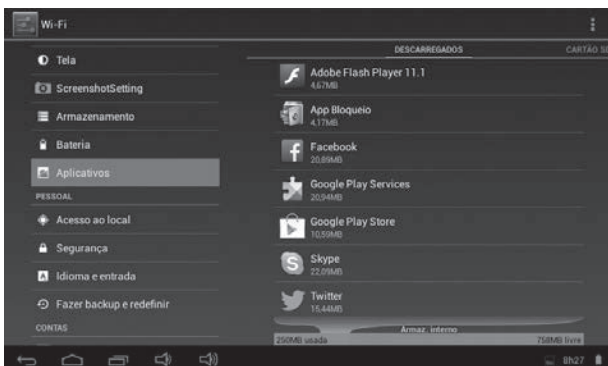 Wi-Fi
Tela
ScreenshotSetting
Armazenamento
Bateria
Aplicativos
PESSOAL
Acesso ao local
Segurança
Idioma e entrada
Fazer backup e redefinir
CONTAS
DESCARREGADOS
CARTÃO
Adobe Flash Player 11.1
4,67MB
App Bloqueio
4,17MB
Facebook
20,89MB
Google Play Services
20,94MB
Google Play Store
10,59MB
Skype
22,09MB
Twitter
15,44MB
Armaz. interno
250MB usada
758MB livre
8h27